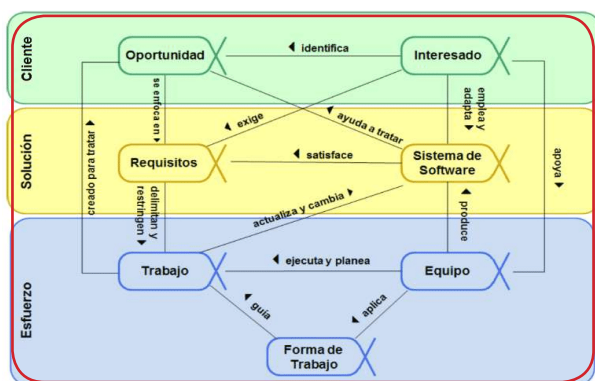 Cliente
Oportunidad
◄ identifica
Interesado
se enfoca en ►
◄ exige
◄ ayuda a tratar
emplea y
adapta ►
creado para tratar ►
apoya ►
Solución
Requisitos
◄ satisface
Sistema de
Software
delimitan y
restringen ►
actualiza y cambia ►
◄ produce
Esfuerzo
Trabajo
◄ ejecuta y planea
Equipo
◄ guía
◄ aplica
Forma de
Trabajo